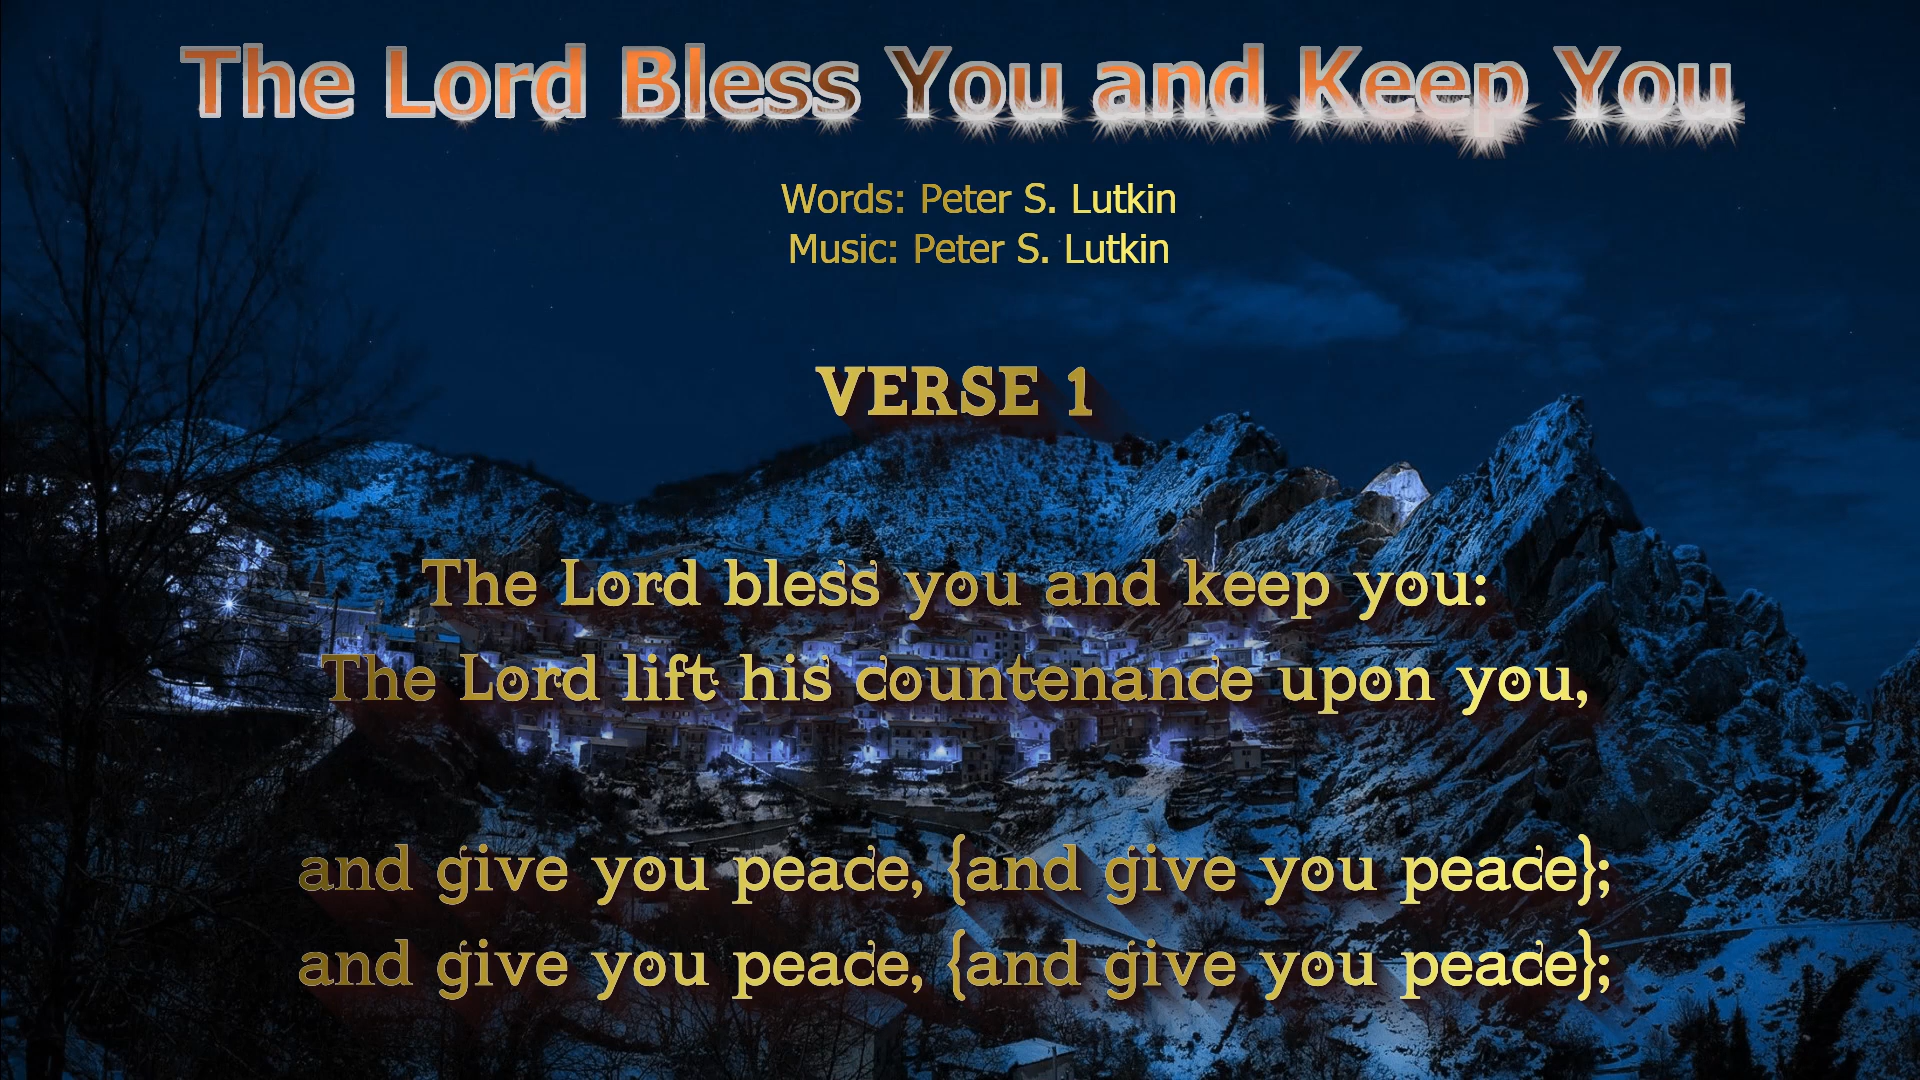 The Lord Bless You and Keep You
Words: Peter S. Lutkin
Music: Peter S. Lutkin
VERSE 1
The Lord bless you and keep you:
The Lord lift his countenance upon you,
and give you peace, {and give you peace};
and give you peace, {and give you peace};